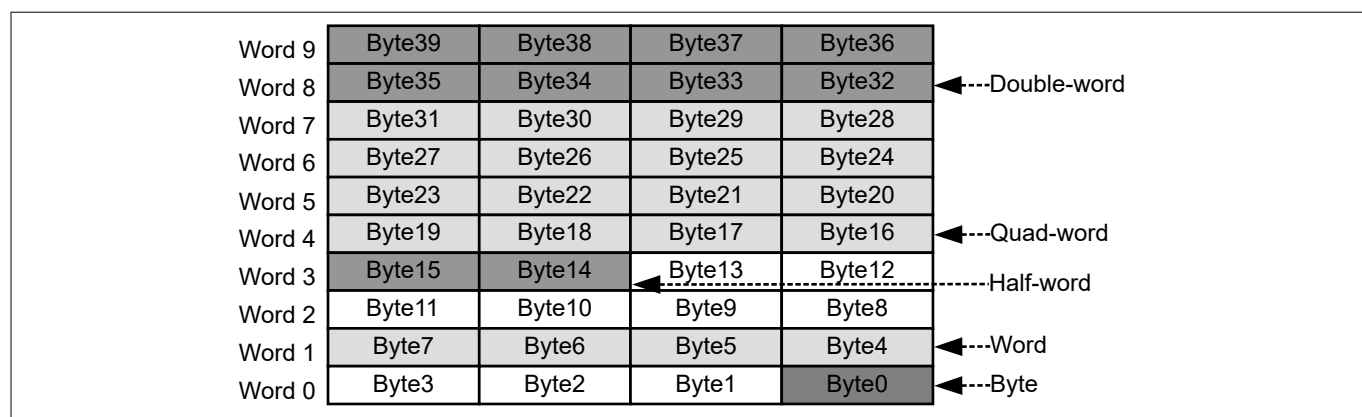 Word 9 Byte39 Byte38 Byte37 Byte36
Word 8 Byte35 Byte34 Byte33 Byte32 Double-word
Word 7 Byte31 Byte30 Byte29 Byte28
Word 6 Byte27 Byte26 Byte25 Byte24
Word 5 Byte23 Byte22 Byte21 Byte20
Word 4 Byte19 Byte18 Byte17 Byte16 Quad-word
Word 3 Byte15 Byte14 Byte13 Byte12 Half-word
Word 2 Byte11 Byte10 Byte9 Byte8
Word 1 Byte7 Byte6 Byte5 Byte4 Word
Word 0 Byte3 Byte2 Byte1 Byte0 Byte